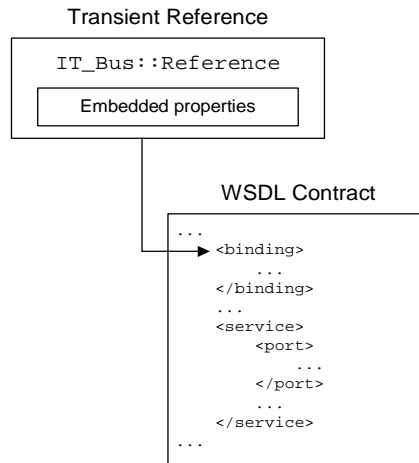 Transient Reference
IT_Bus::Reference
Embedded properties
WSDL Contract
...
<binding>
...
</binding>
...
<service>
<port>
...
</port>
...
</service>
...